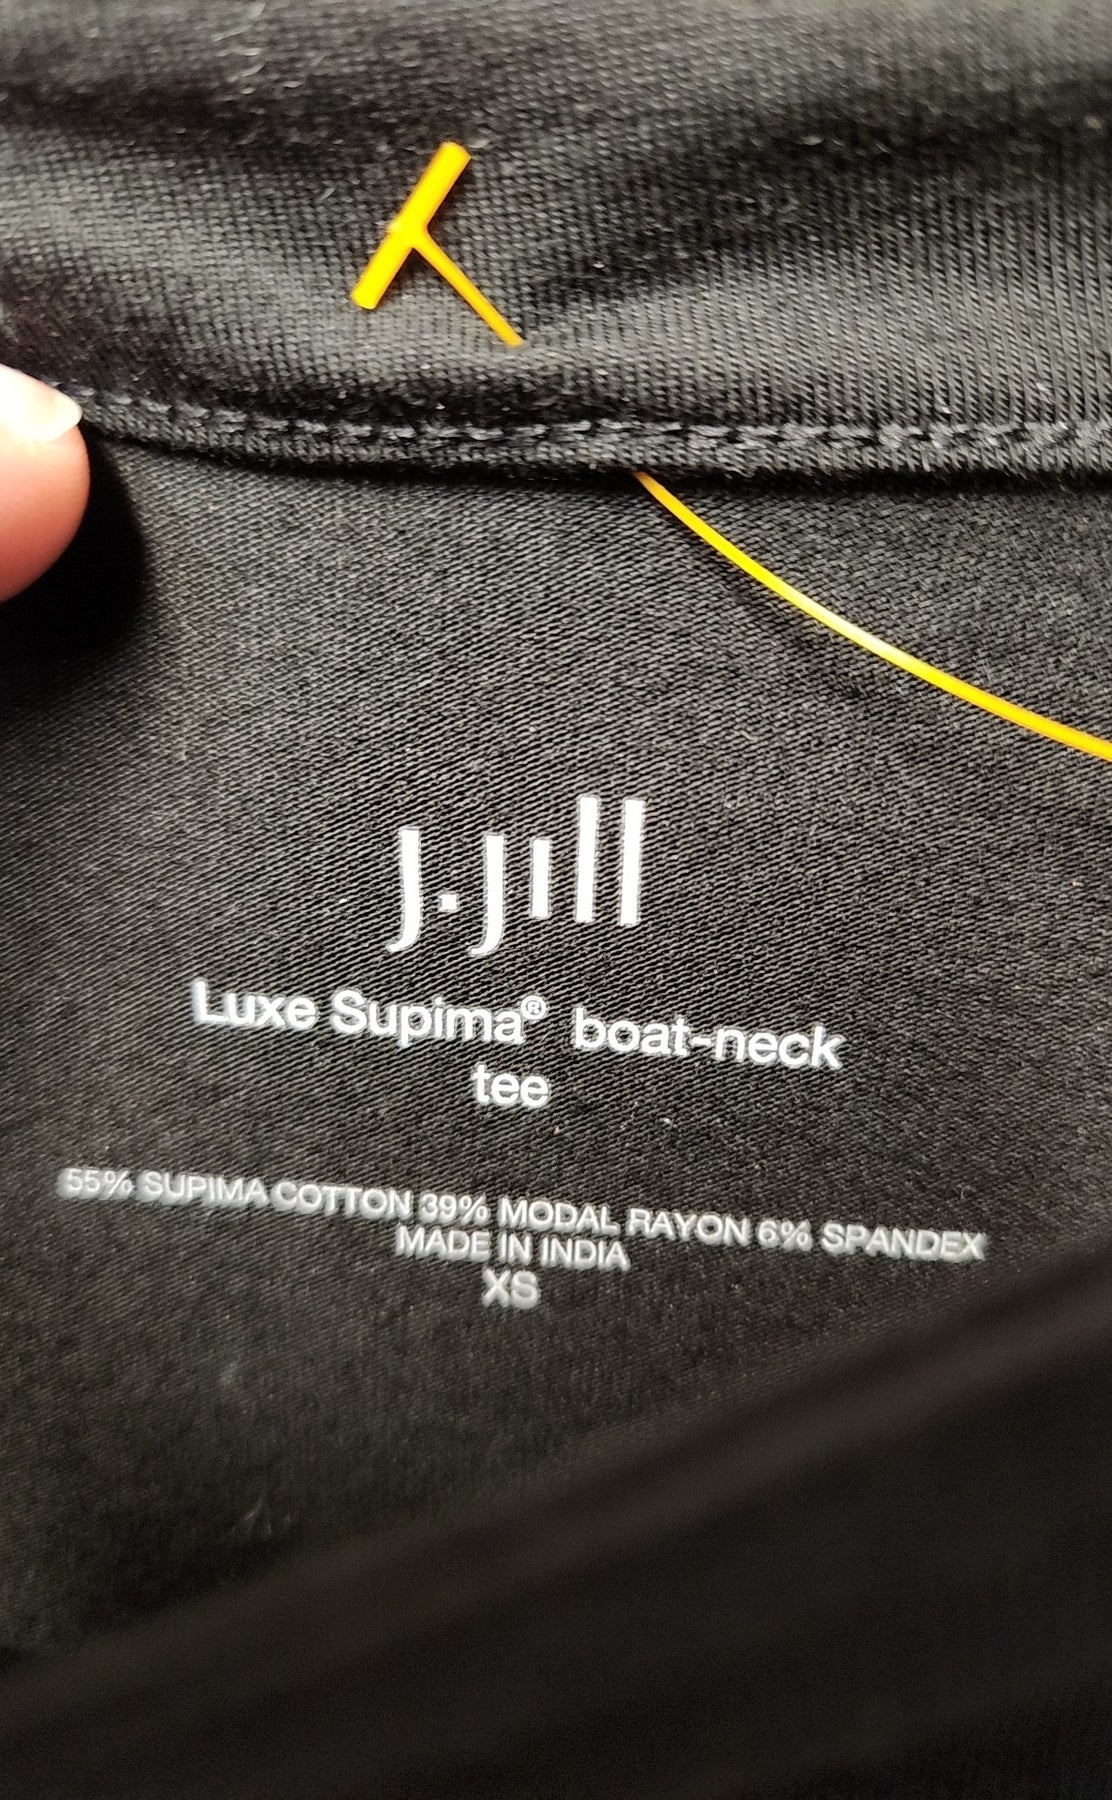 J.Jill
Luxe Supima® boat-neck
tee
55% SUPIMA COTTON 39% MODAL RAYON 6% SPANDEX
MADE IN INDIA
XS